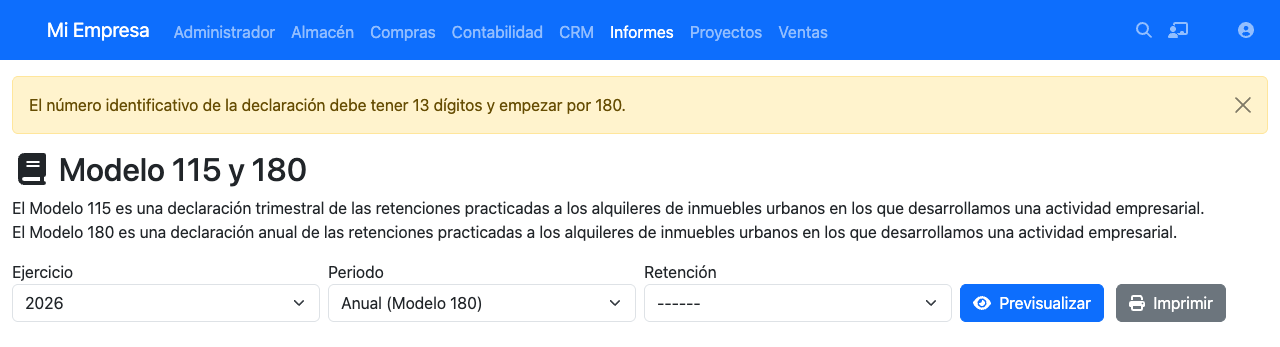 Mi Empresa Administrador Almacén Compras Contabilidad CRM Informes Proyectos Ventas
El número identificativo de la declaración debe tener 13 dígitos y empezar por 180.
Modelo 115 y 180
El Modelo 115 es una declaración trimestral de las retenciones practicadas a los alquileres de inmuebles urbanos en los que desarrollamos una actividad empresarial.
El Modelo 180 es una declaración anual de las retenciones practicadas a los alquileres de inmuebles urbanos en los que desarrollamos una actividad empresarial.
Ejercicio Periodo Retención
2026 Anual (Modelo 180) ------ Previsualizar Imprimir